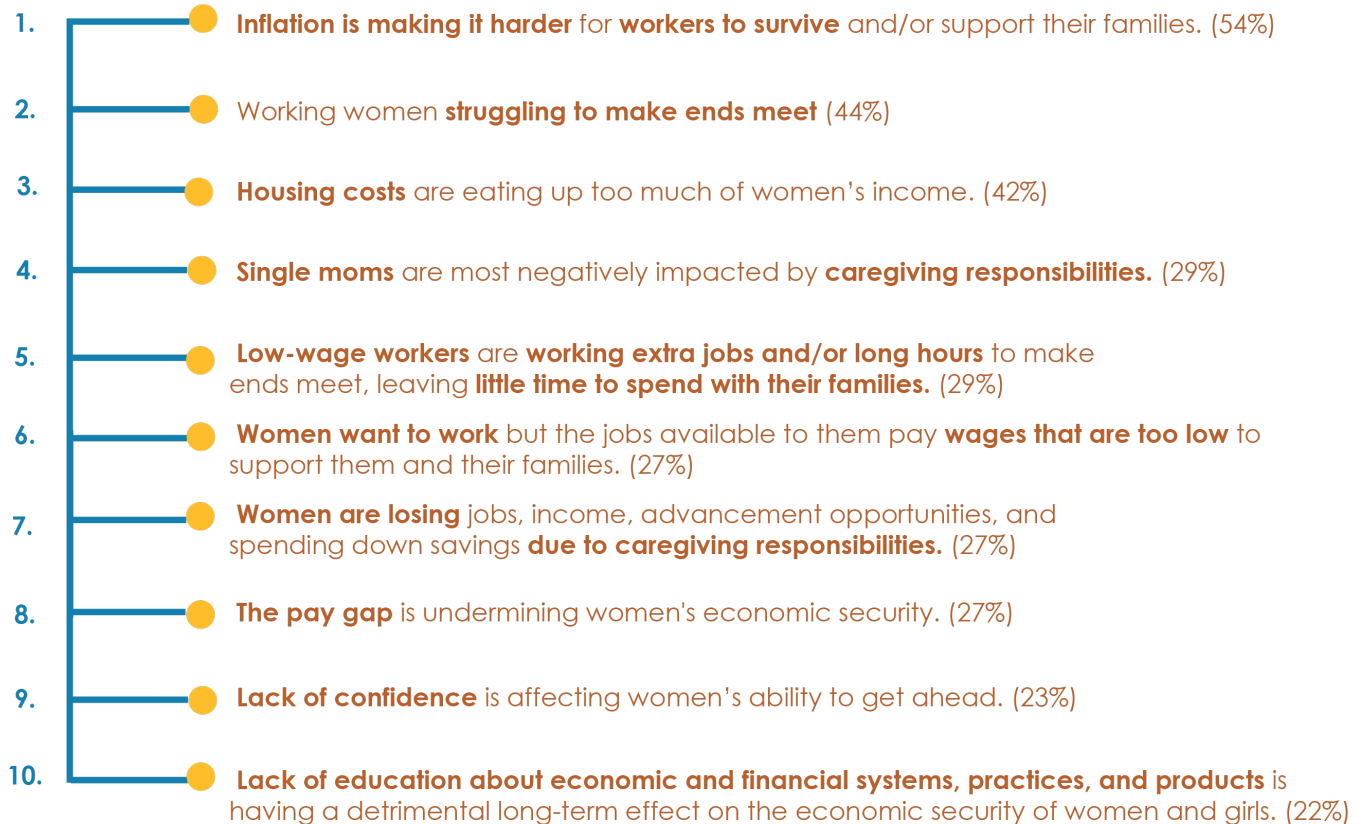 1. Inflation is making it harder for workers to survive and/or support their families. (54%)
2. Working women struggling to make ends meet (44%)
3. Housing costs are eating up too much of women’s income. (42%)
4. Single moms are most negatively impacted by caregiving responsibilities. (29%)
5. Low-wage workers are working extra jobs and/or long hours to make
ends meet, leaving little time to spend with their families. (29%)
6. Women want to work but the jobs available to them pay wages that are too low to
support them and their families. (27%)
7. Women are losing jobs, income, advancement opportunities, and
spending down savings due to caregiving responsibilities. (27%)
8. The pay gap is undermining women's economic security. (27%)
9. Lack of confidence is affecting women’s ability to get ahead. (23%)
10. Lack of education about economic and financial systems, practices, and products is
having a detrimental long-term effect on the economic security of women and girls. (22%)